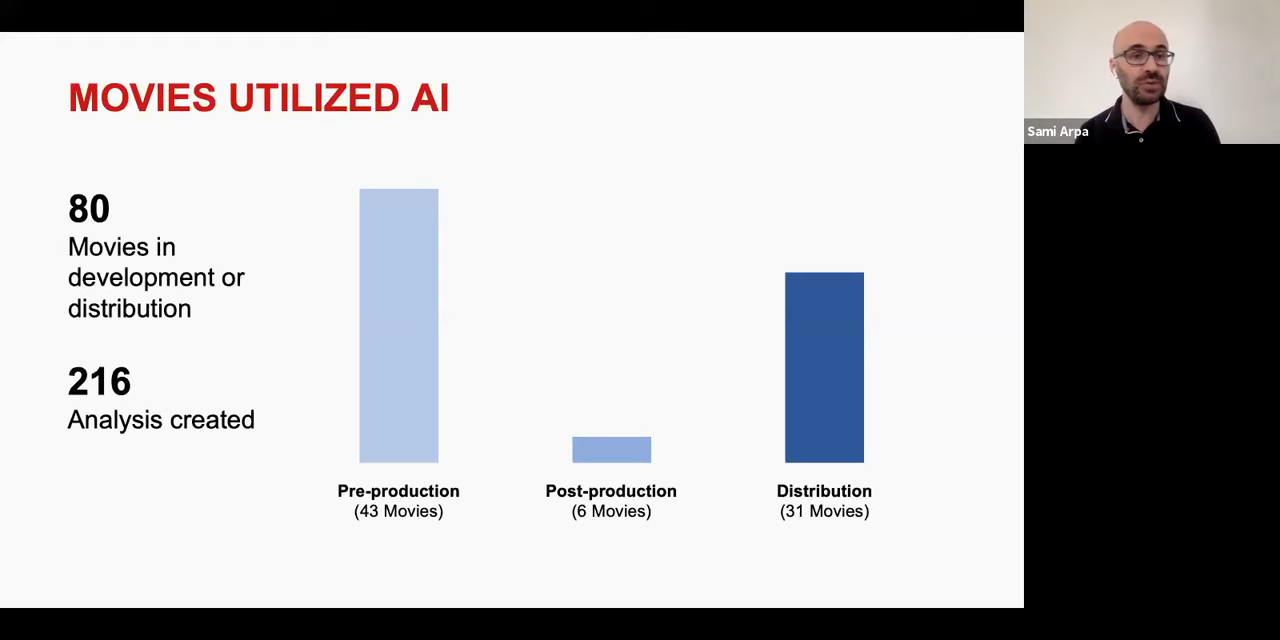 MOVIES UTILIZED AI
80
Movies in
development or
distribution
216
Analysis created
Pre-production
(43 Movies)
Post-production
(6 Movies)
Distribution
(31 Movies)
Sami Arpa